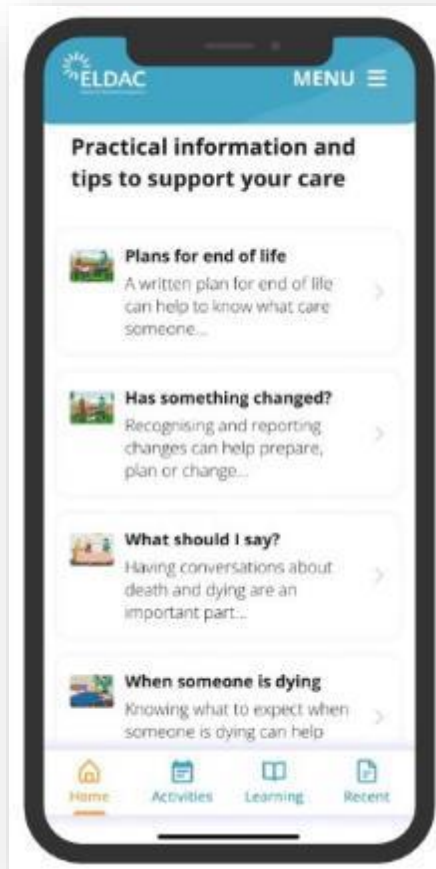 ELDAC
MENU
Practical information and
tips to support your care
Plans for end of life
A written plan for end of life
can help to know what care
someone...
Has something changed?
Recognising and reporting
changes can help prepare,
plan or change...
What should I say?
Having conversations about
death and dying are an
important part...
When someone is dying
Knowing what to expect when
someone is dying can help
Home
Activities
Learning
Recent